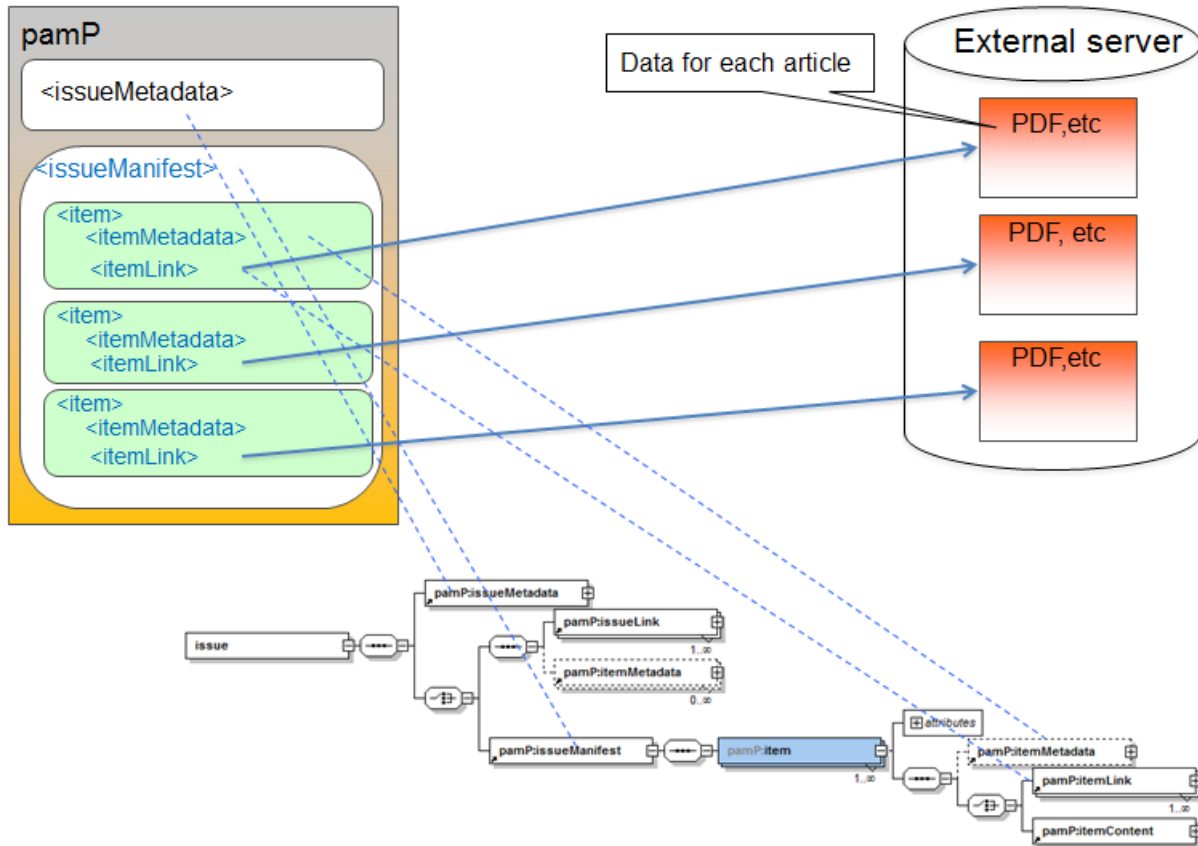 pamP
<issueMetadata>
<issueManifest>
<item>
<itemMetadata>
<itemLink>
<item>
<itemMetadata>
<itemLink>
<item>
<itemMetadata>
<itemLink>
Data for each article
External server
PDF,etc
PDF, etc
PDF,etc
issue
pamP:issueMetadata
pamP:issueLink
1..∞
pamP:itemMetadata
0..∞
pamP:issueManifest
pamP:item
1..∞
attributes
pamP:itemMetadata
pamP:itemLink
1..∞
pamP:itemContent